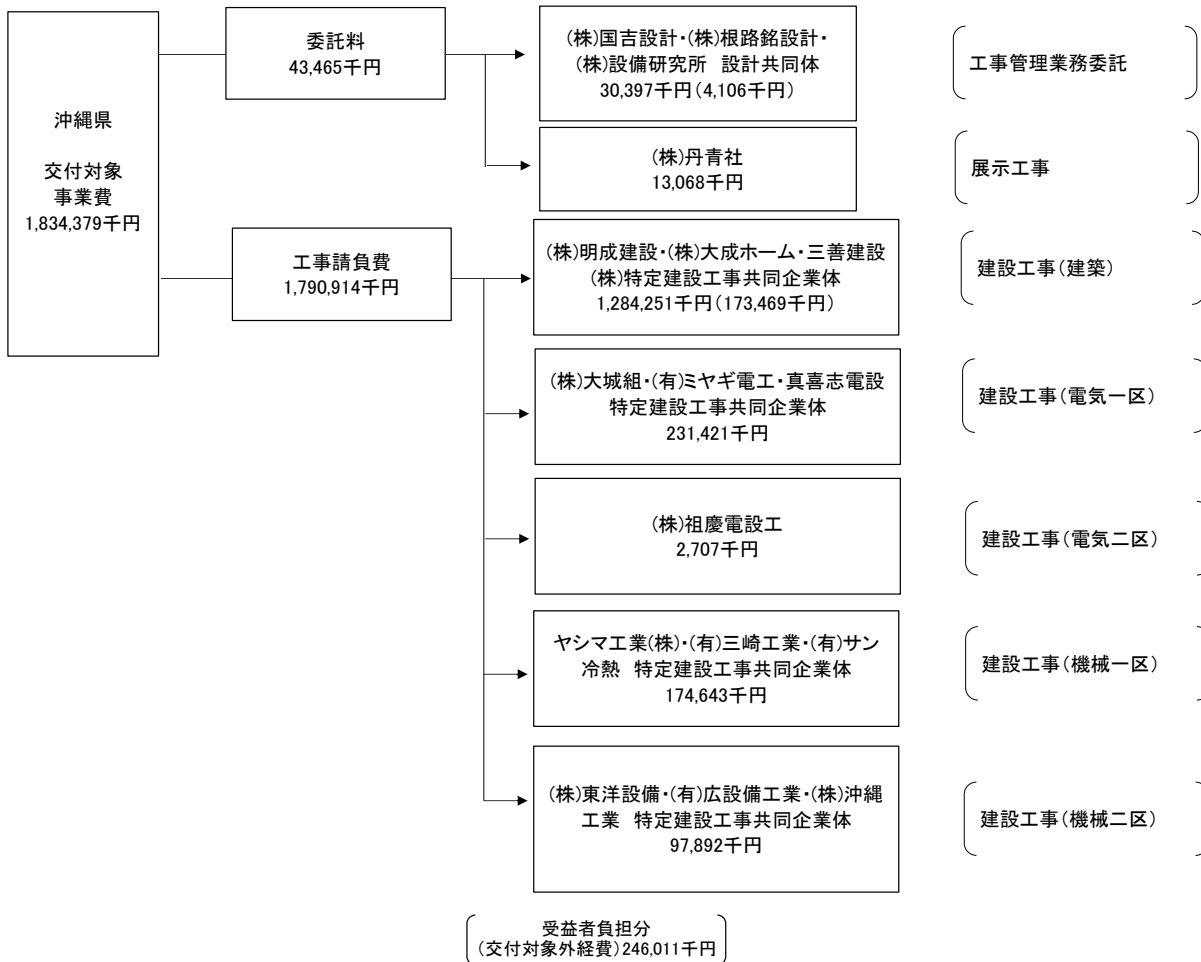 沖縄県
交付対象
事業費
1,834,379千円
委託料
43,465千円
(株)国吉設計・(株)根路銘設計・
(株)設備研究所 設計共同体
30,397千円(4,106千円)
工事管理業務委託
(株)丹青社
13,068千円
展示工事
工事請負費
1,790,914千円
(株)明成建設・(株)大成ホーム・三善建設
(株)特定建設工事共同企業体
1,284,251千円(173,469千円)
建設工事(建築)
(株)大城組・(有)ミヤギ電工・真喜志電設
特定建設工事共同企業体
231,421千円
建設工事(電気一区)
(株)祖慶電設工
2,707千円
建設工事(電気二区)
ヤシマ工業(株)・(有)三崎工業・(有)サン
冷熱 特定建設工事共同企業体
174,643千円
建設工事(機械一区)
(株)東洋設備・(有)広設備工業・(株)沖縄
工業 特定建設工事共同企業体
97,892千円
建設工事(機械二区)
受益者負担分
(交付対象外経費)246,011千円